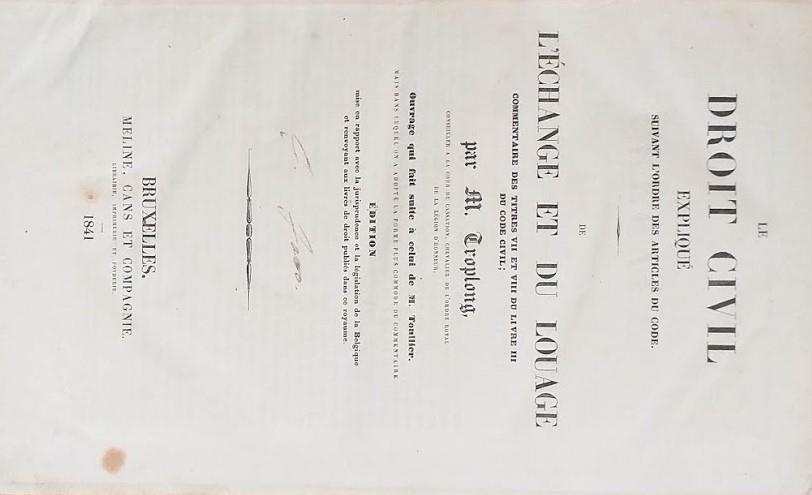 LE
DROIT CIVIL
EXPLIQUÉ
SUIVANT L'ORDRE DES ARTICLES DU CODE.
DE
L'ÉCHANGE ET DU LOUAGE
COMMENTAIRE DES TITRES VII ET VIII DU LIVRE III
DU CODE CIVIL;
par M. Troplong,
CONSEILLER A LA COUR DE CASSATION, CHEVALIER DE L'ORDRE ROYAL
DE LA LÉGION D'HONNEUR.
Ouvrage qui fait suite à celui de M. Toullier,
MAIS DANS LEQUEL ON A ADOPTÉ LA FORME PLUS COMMODE DU COMMENTAIRE
ÉDITION
mise en rapport avec la jurisprudence et la législation de la Belgique
et renvoyant aux livres de droit publiés dans ce royaume.
BRUXELLES.
MELINE, CANS ET COMPAGNIE.
LIBRAIRIE, IMPRIMERIE ET FONDERIE
1841